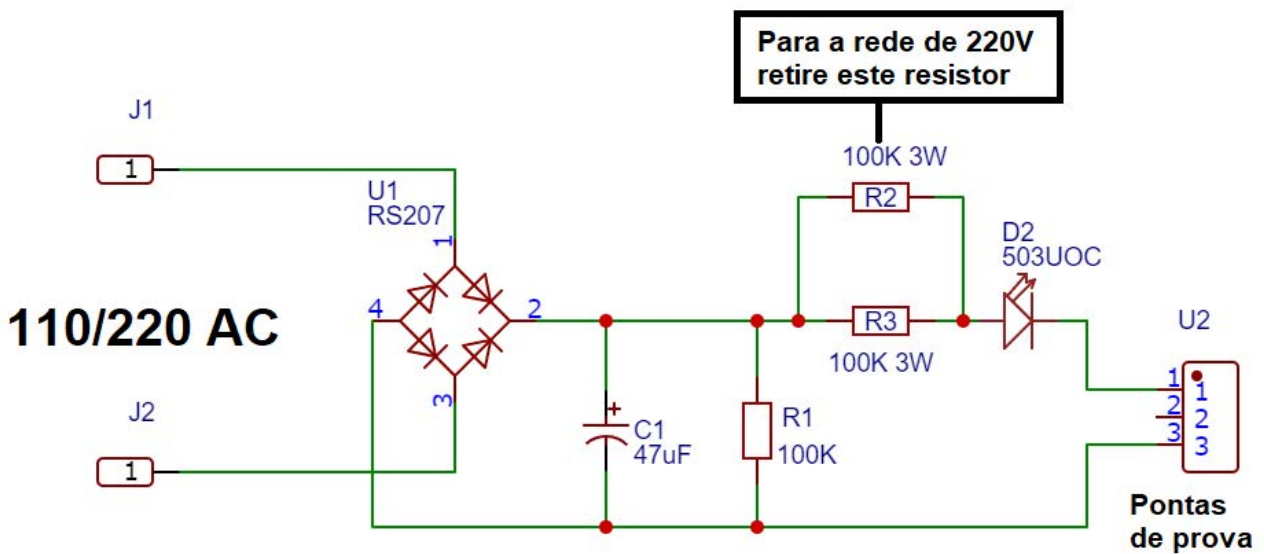 Para a rede de 220V
retire este resistor
J1
1
100K 3W
R2
U1
RS207
1
D2
503UOC
4
2
110/220 AC
R3
100K 3W
U2
3
1
1
2
2
3
3
J2
1
+
C1
47uF
R1
100K
Pontas
de prova